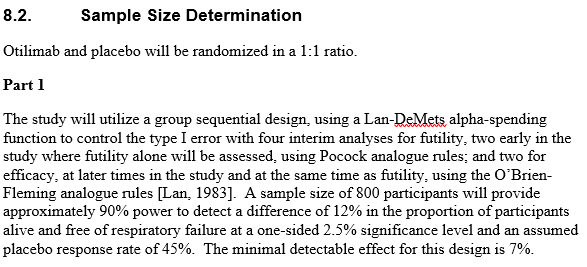 8.2. Sample Size Determination
Otilimab and placebo will be randomized in a 1:1 ratio.
Part 1
The study will utilize a group sequential design, using a Lan-DeMets alpha-spending
function to control the type I error with four interim analyses for futility, two early in the
study where futility alone will be assessed, using Pocock analogue rules; and two for
efficacy, at later times in the study and at the same time as futility, using the O’Brien-
Fleming analogue rules [Lan, 1983]. A sample size of 800 participants will provide
approximately 90% power to detect a difference of 12% in the proportion of participants
alive and free of respiratory failure at a one-sided 2.5% significance level and an assumed
placebo response rate of 45%. The minimal detectable effect for this design is 7%.